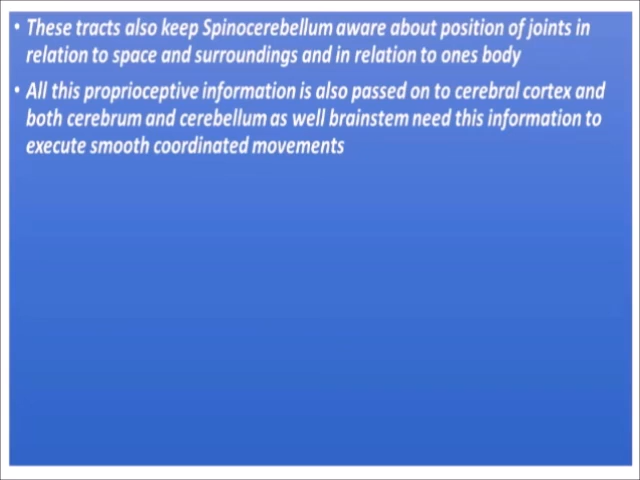 • These tracts also keep Spinocerebellum aware about position of joints in
relation to space and surroundings and in relation to ones body
• All this proprioceptive information is also passed on to cerebral cortex and
both cerebrum and cerebellum as well brainstem need this information to
execute smooth coordinated movements